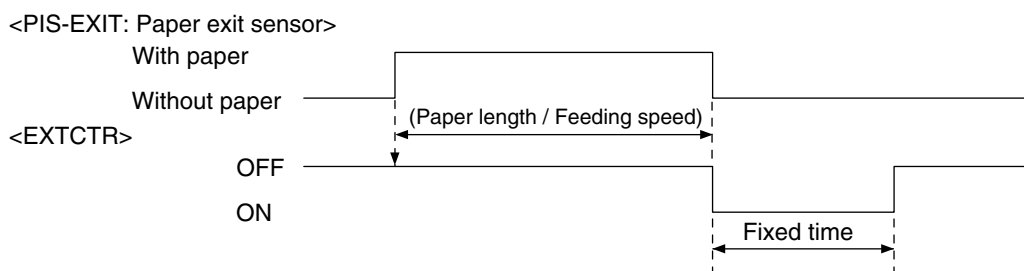 <PIS-EXIT: Paper exit sensor>
With paper
Without paper
(Paper length / Feeding speed)
<EXTCTR>
OFF
ON
Fixed time